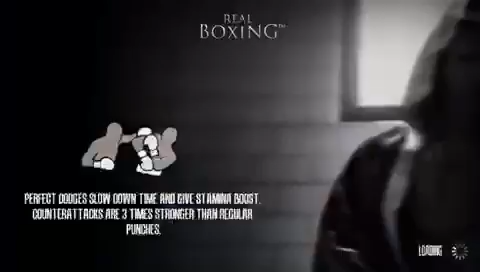 REAL
BOXING™
PERFECT DODGES SLOW DOWN TIME AND GIVE STAMINA BOOST.
COUNTERATTACKS ARE 3 TIMES STRONGER THAN REGULAR
PUNCHES.
LOADING